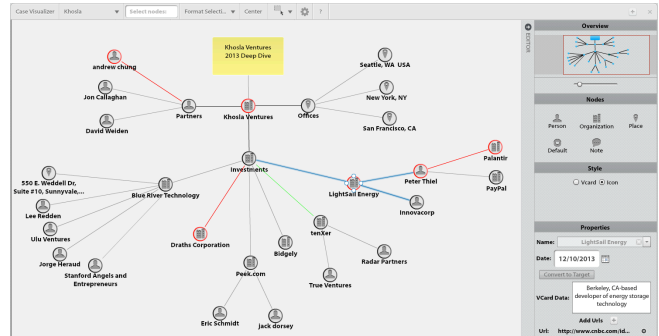 Case Visualizer Khosla Select nodes: Format Selecti... Center ?
Khosla Ventures
2013 Deep Dive
andrew chung
Jon Callaghan
David Weiden
Partners
Khosla Ventures
Offices
Seattle, WA USA
New York, NY
San Francisco, CA
Investments
550 E. Weddell Dr,
Suite #10, Sunnyvale,...
Lee Redden
Ulu Ventures
Jorge Heraud
Stanford Angels and
Entrepreneurs
Blue River Technology
Draths Corporation
Peek.com
Eric Schmidt
jack dorsey
Bidgely
tenXer
True Ventures
Radar Partners
LightSail Energy
Peter Thiel
Innovacorp
Palantir
PayPal
EDITOR
Overview
Nodes
Person Organization Place
Default Note
Style
Vcard Icon
Properties
Name: LightSail Energy
Date: 12/10/2013
Convert to Target
VCard Data: Berkeley, CA-based
developer of energy storage
technology
Add Urls +
Url: http://www.cnbc.com/id...